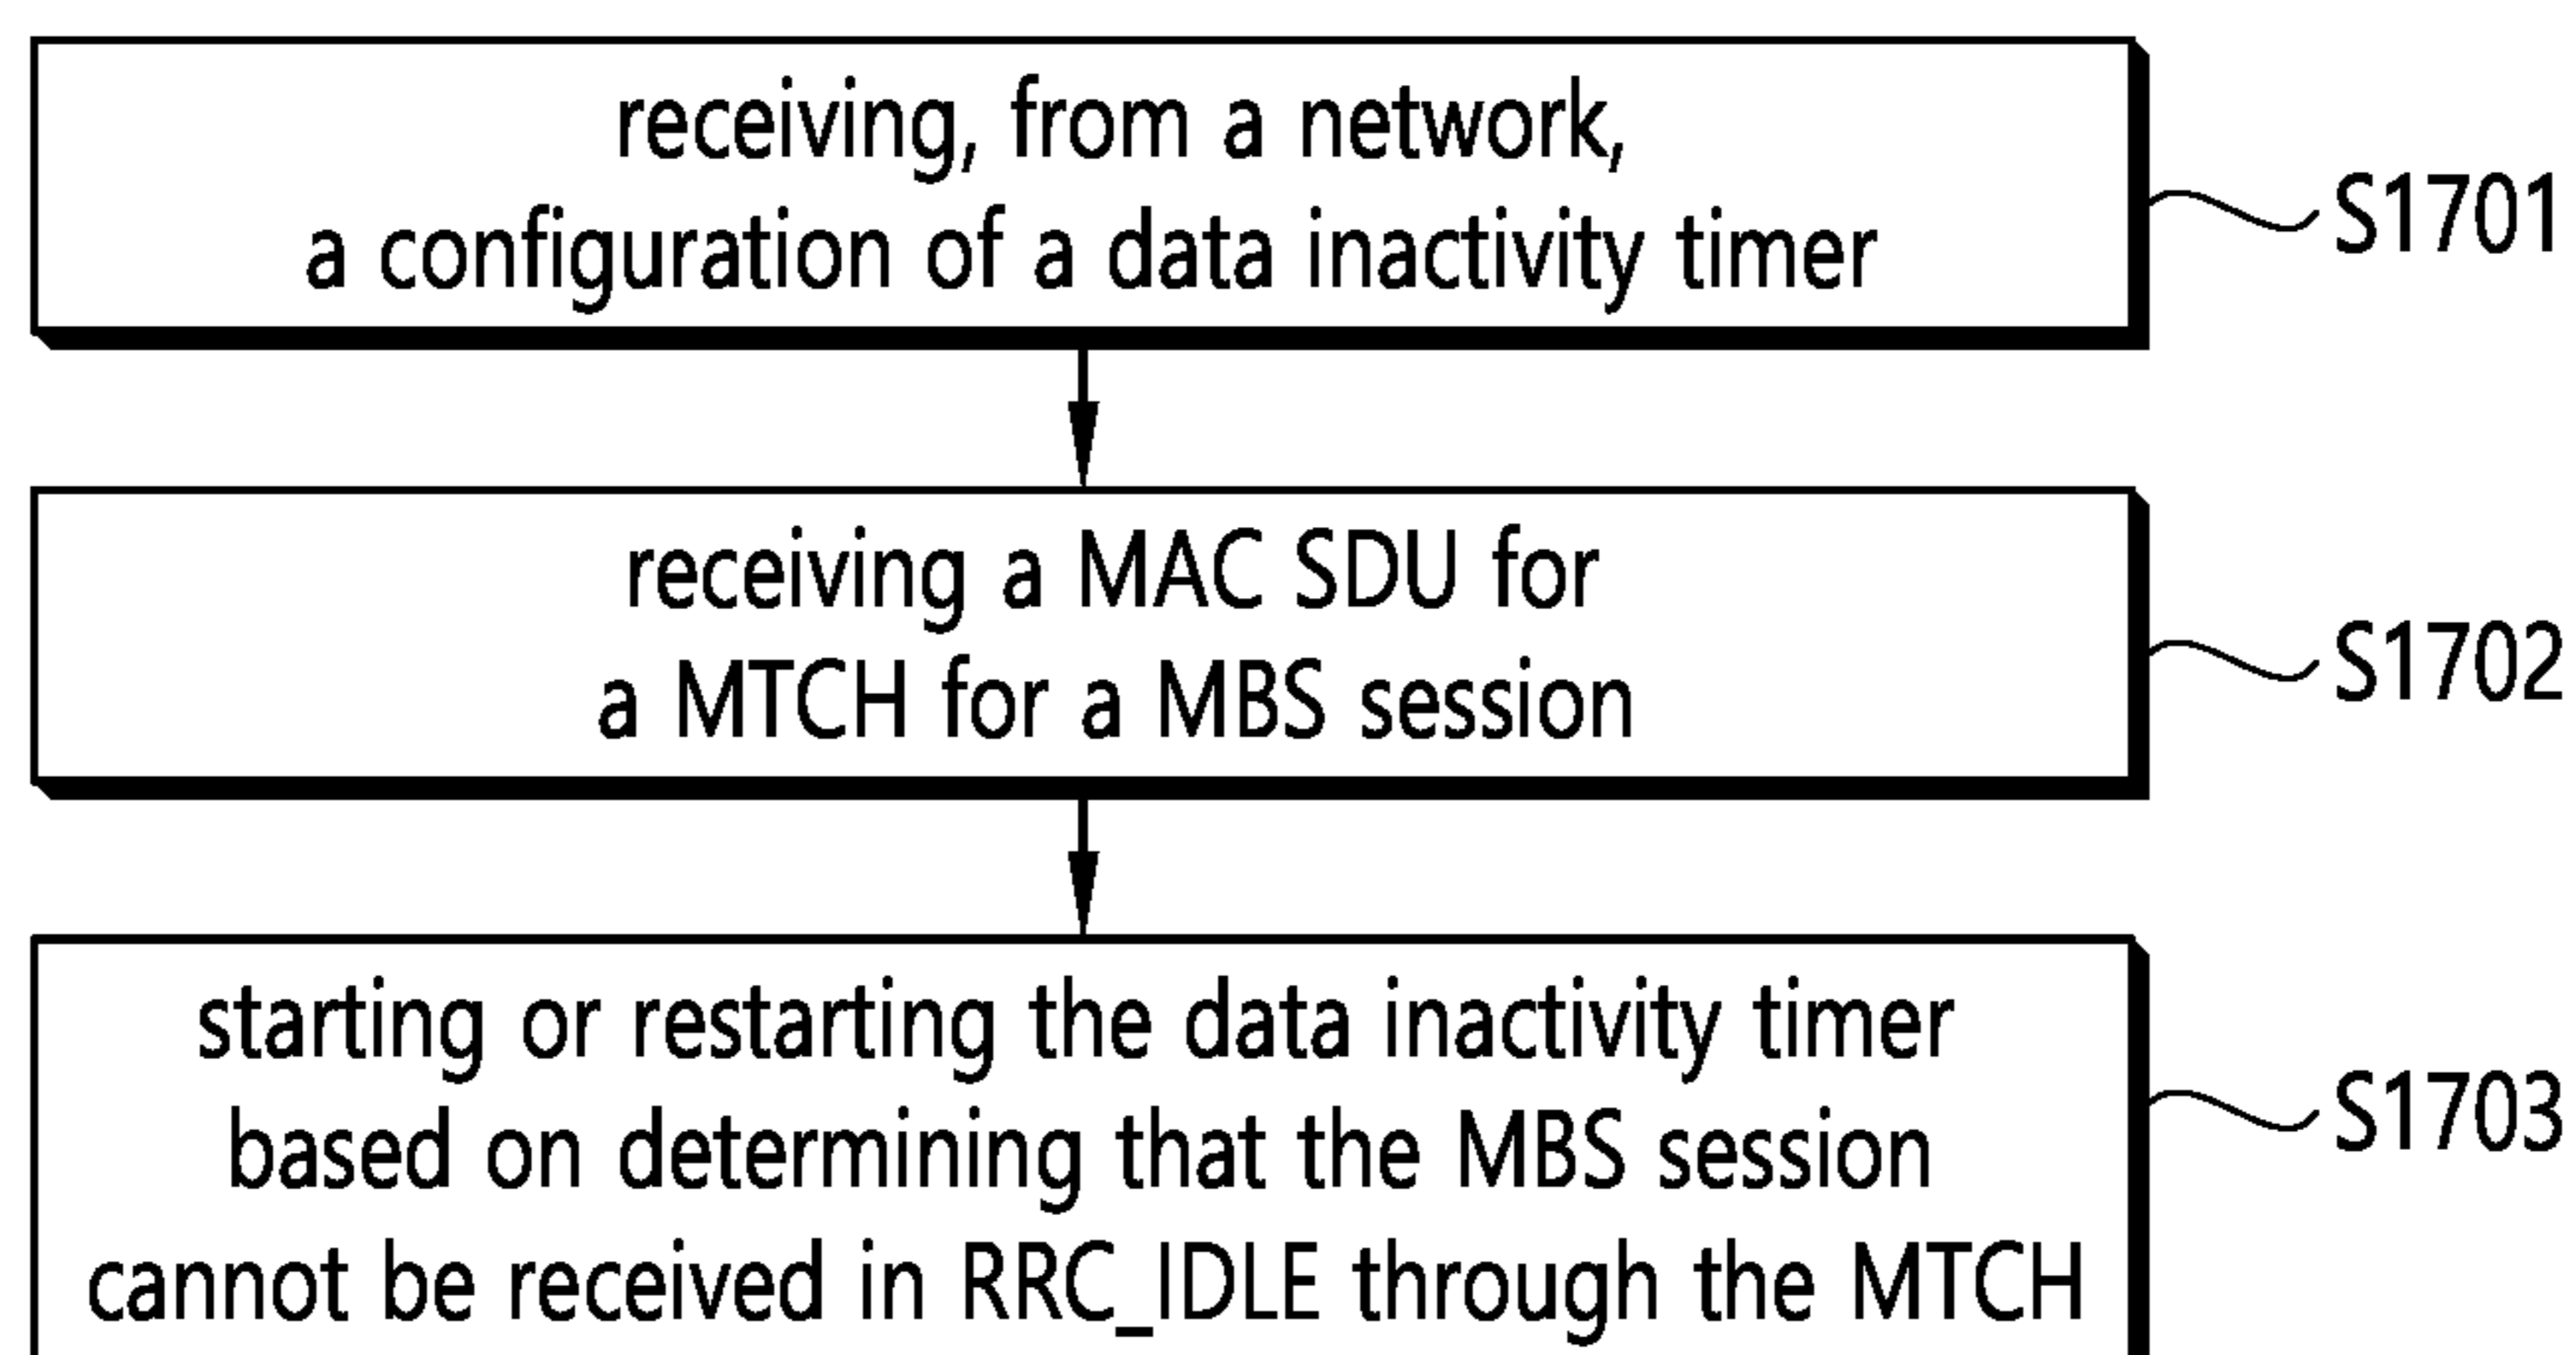 receiving, from a network,
a configuration of a data inactivity timer
S1701
receiving a MAC SDU for
a MTCH for a MBS session
S1702
starting or restarting the data inactivity timer
based on determining that the MBS session
cannot be received in RRC_IDLE through the MTCH
S1703